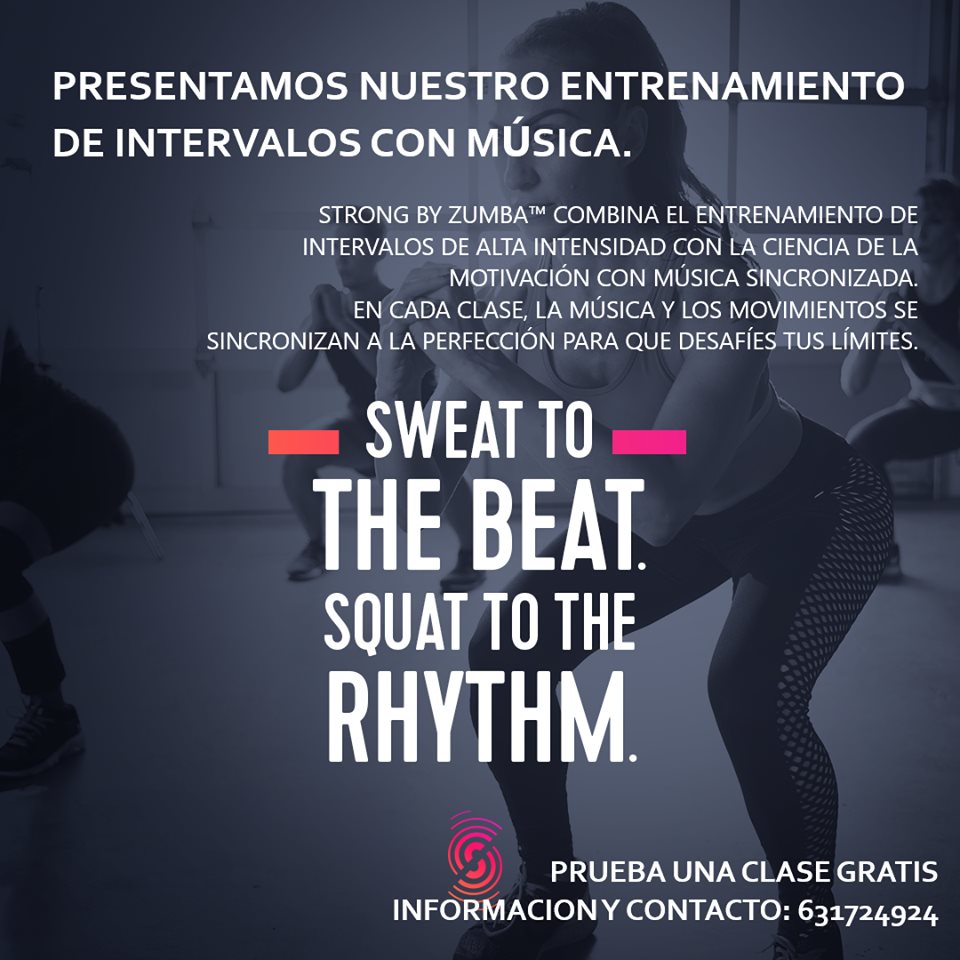 PRESENTAMOS NUESTRO ENTRENAMIENTO
DE INTERVALOS CON MÚSICA.
STRONG BY ZUMBA™ COMBINA EL ENTRENAMIENTO DE
INTERVALOS DE ALTA INTENSIDAD CON LA CIENCIA DE LA
MOTIVACIÓN CON MÚSICA SINCRONIZADA.
EN CADA CLASE, LA MÚSICA Y LOS MOVIMIENTOS SE
SINCRONIZAN A LA PERFECCIÓN PARA QUE DESAFÍES TUS LÍMITES.
SWEAT TO
THE BEAT.
SQUAT TO THE
RHYTHM.
PRUEBA UNA CLASE GRATIS
INFORMACION Y CONTACTO: 631724924